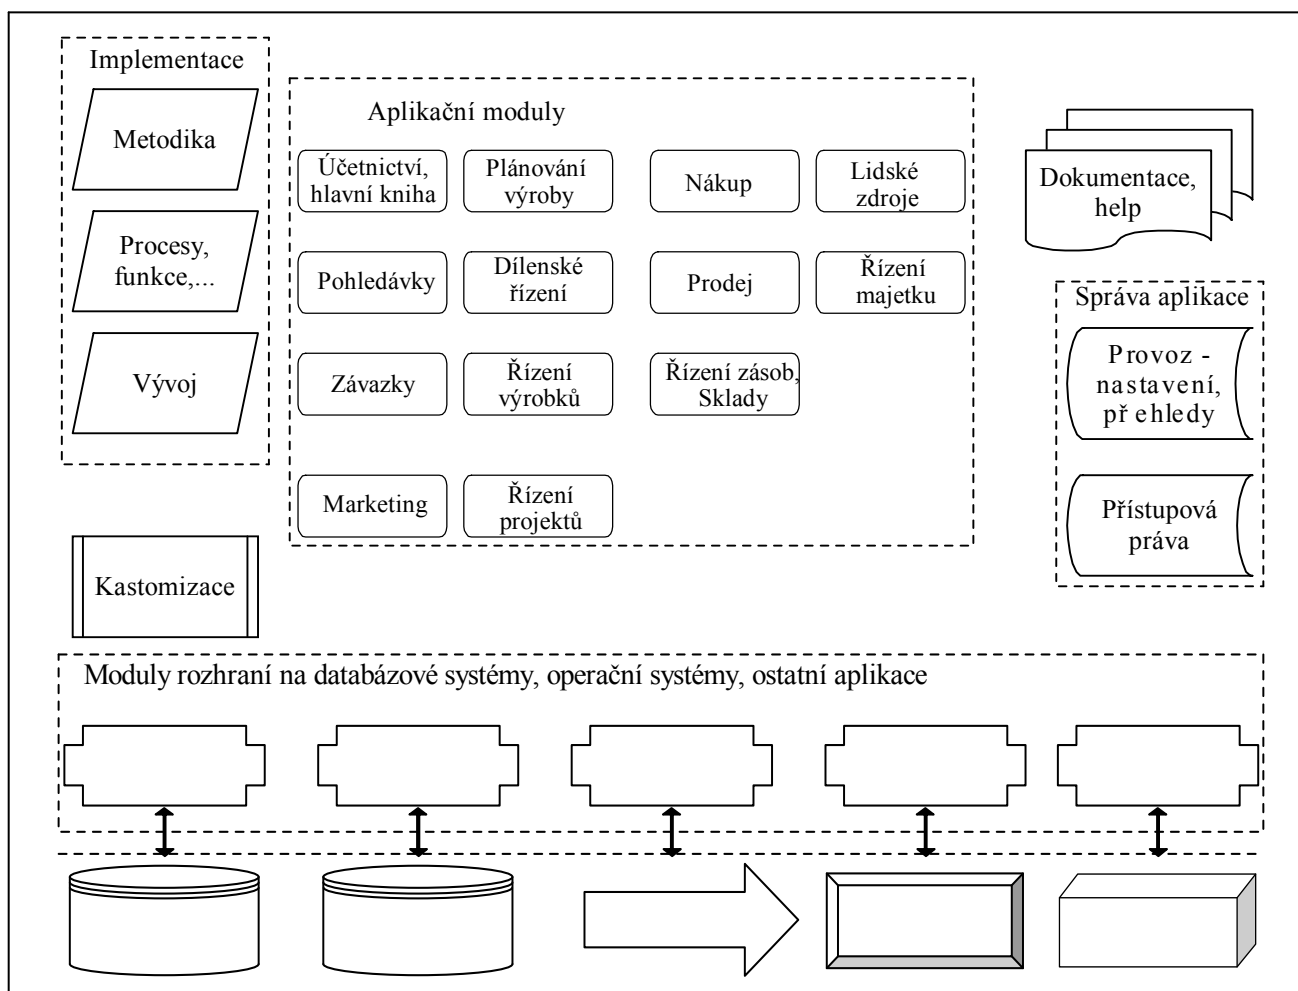 Implementace
Metodika
Procesy,
funkce,...
Vývoj
Kastomizace
Aplikační moduly
Účetnictví,
hlavní kniha
Plánování
výroby
Nákup
Lidské
zdroje
Pohledávky
Dílenské
řízení
Prodej
Řízení
majetku
Závazky
Řízení
výrobků
Řízení zásob,
Sklady
Marketing
Řízení
projektů
Dokumentace,
help
Správa aplikace
Provoz -
nastavení,
př ehledy
Přístupová
práva
Moduly rozhraní na databázové systémy, operační systémy, ostatní aplikace